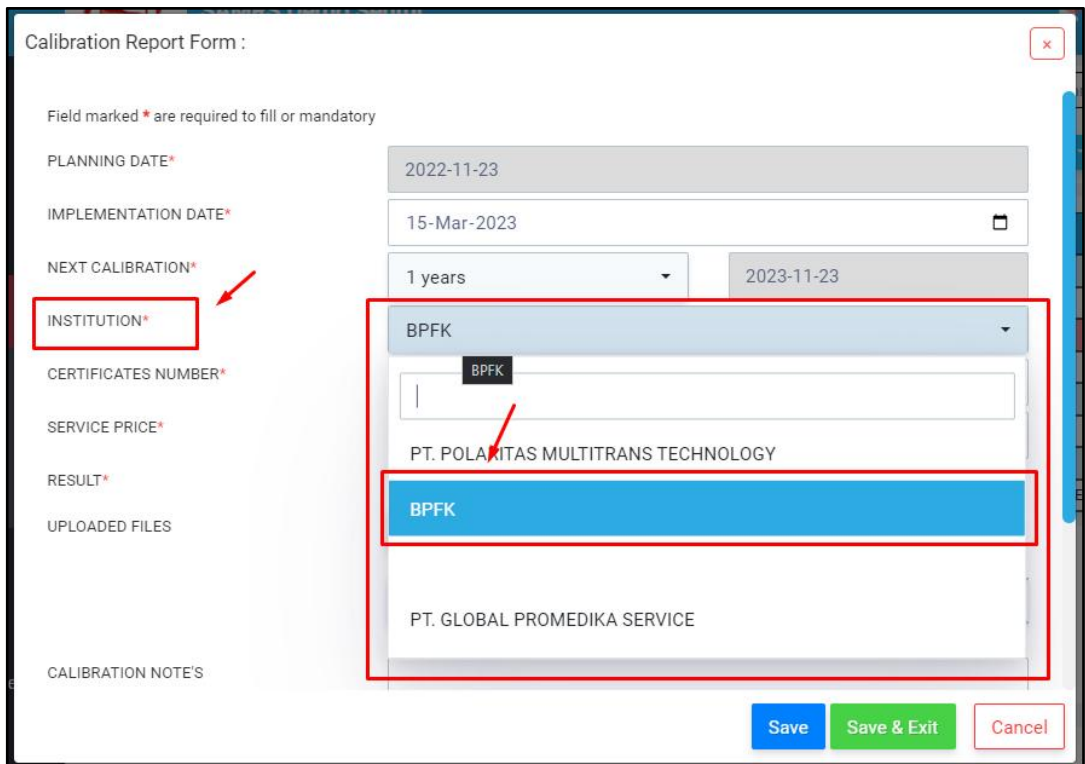 Calibration Report Form :
×
Field marked * are required to fill or mandatory
PLANNING DATE*
2022-11-23
IMPLEMENTATION DATE*
15-Mar-2023
NEXT CALIBRATION*
1 years
2023-11-23
INSTITUTION*
BPFK
CERTIFICATES NUMBER*
BPFK
SERVICE PRICE*
PT. POLARITAS MULTITRANS TECHNOLOGY
RESULT*
BPFK
UPLOADED FILES
PT. GLOBAL PROMEDIKA SERVICE
CALIBRATION NOTE'S
Save
Save & Exit
Cancel